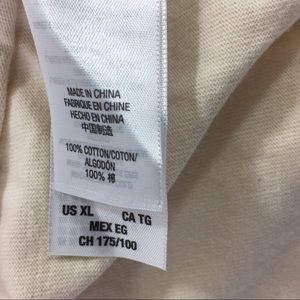 MADE IN CHINA
FABRIQUE EN CHINE
HECHO EN CHINA
中国制造
100% COTTON/COTON/
ALGODÓN
100% 棉
US XL CA TG
MEX EG
CH 175/100